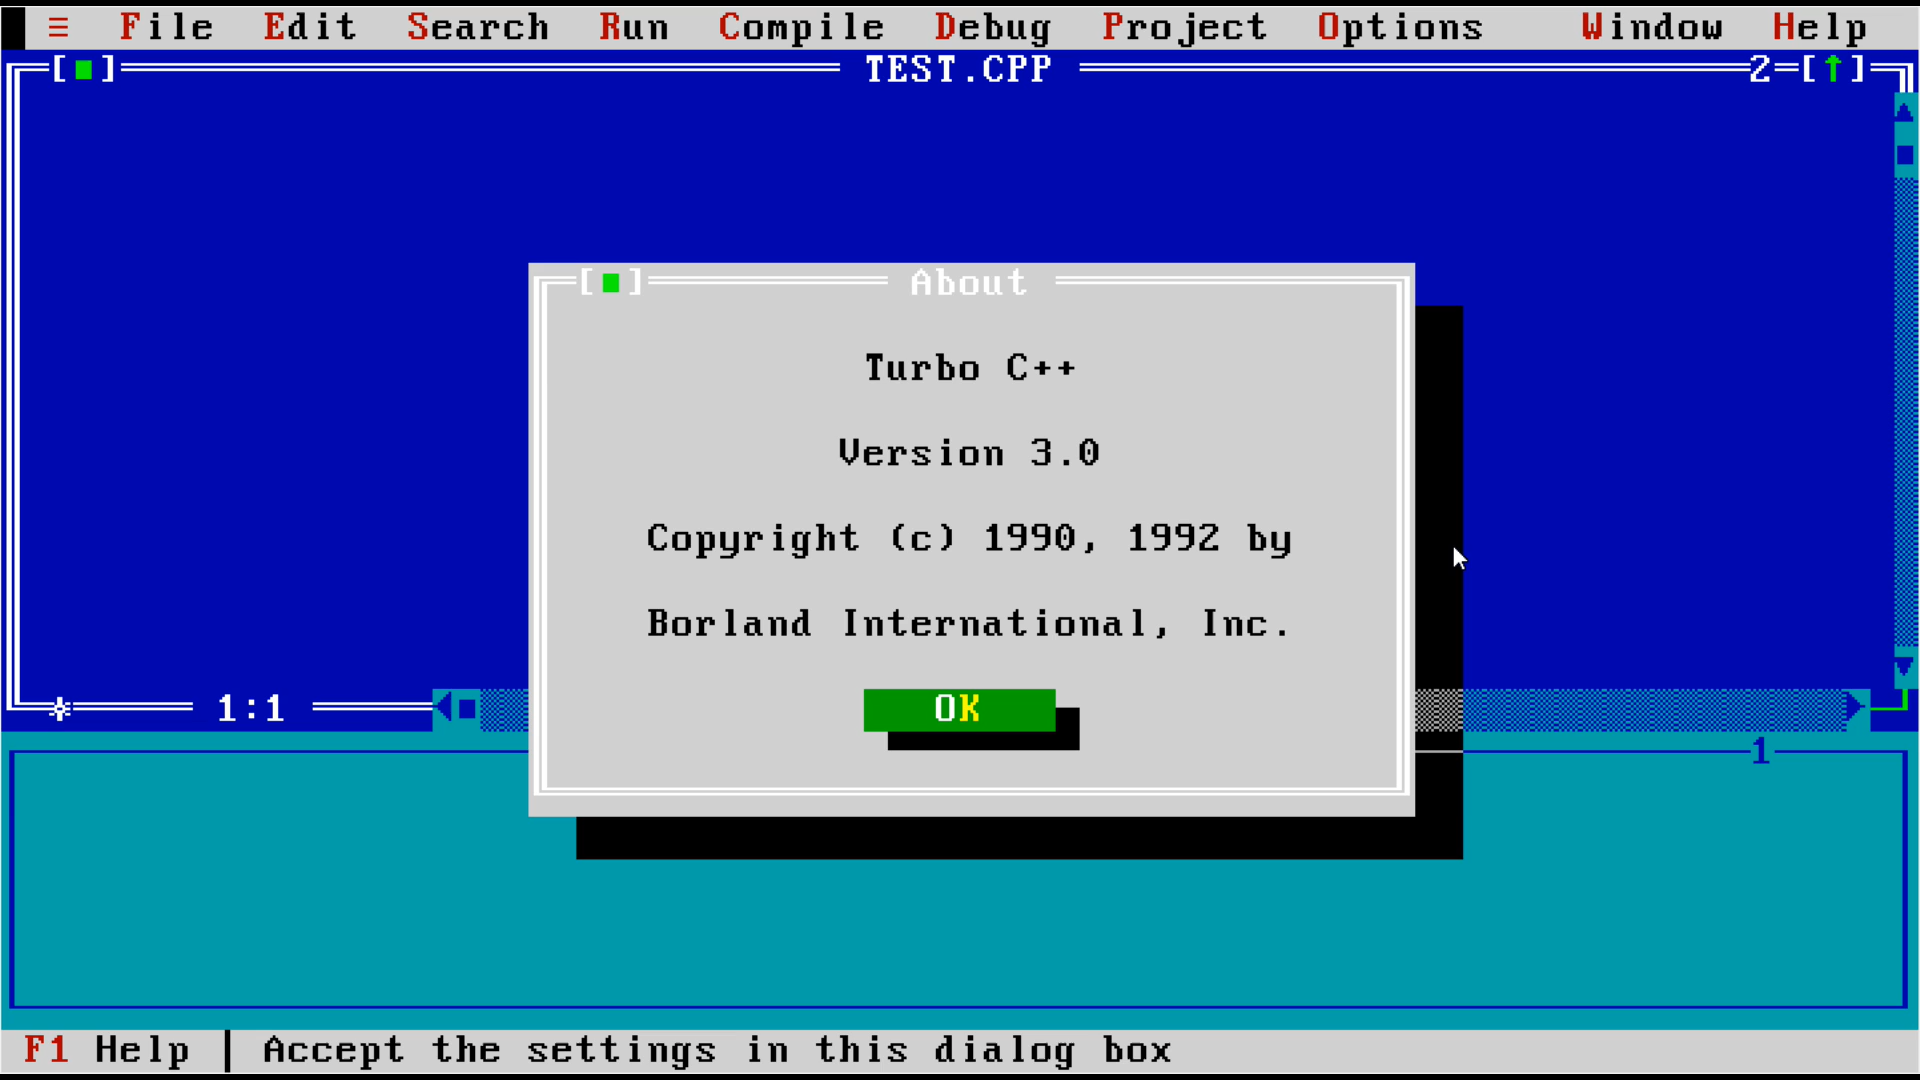 ≡ File Edit Search Run Compile Debug Project Options Window Help
[■] TEST.CPP 2=[↑]
[■] About
Turbo C++
Version 3.0
Copyright (c) 1990, 1992 by
Borland International, Inc.
OK
1:1
1
F1 Help | Accept the settings in this dialog box